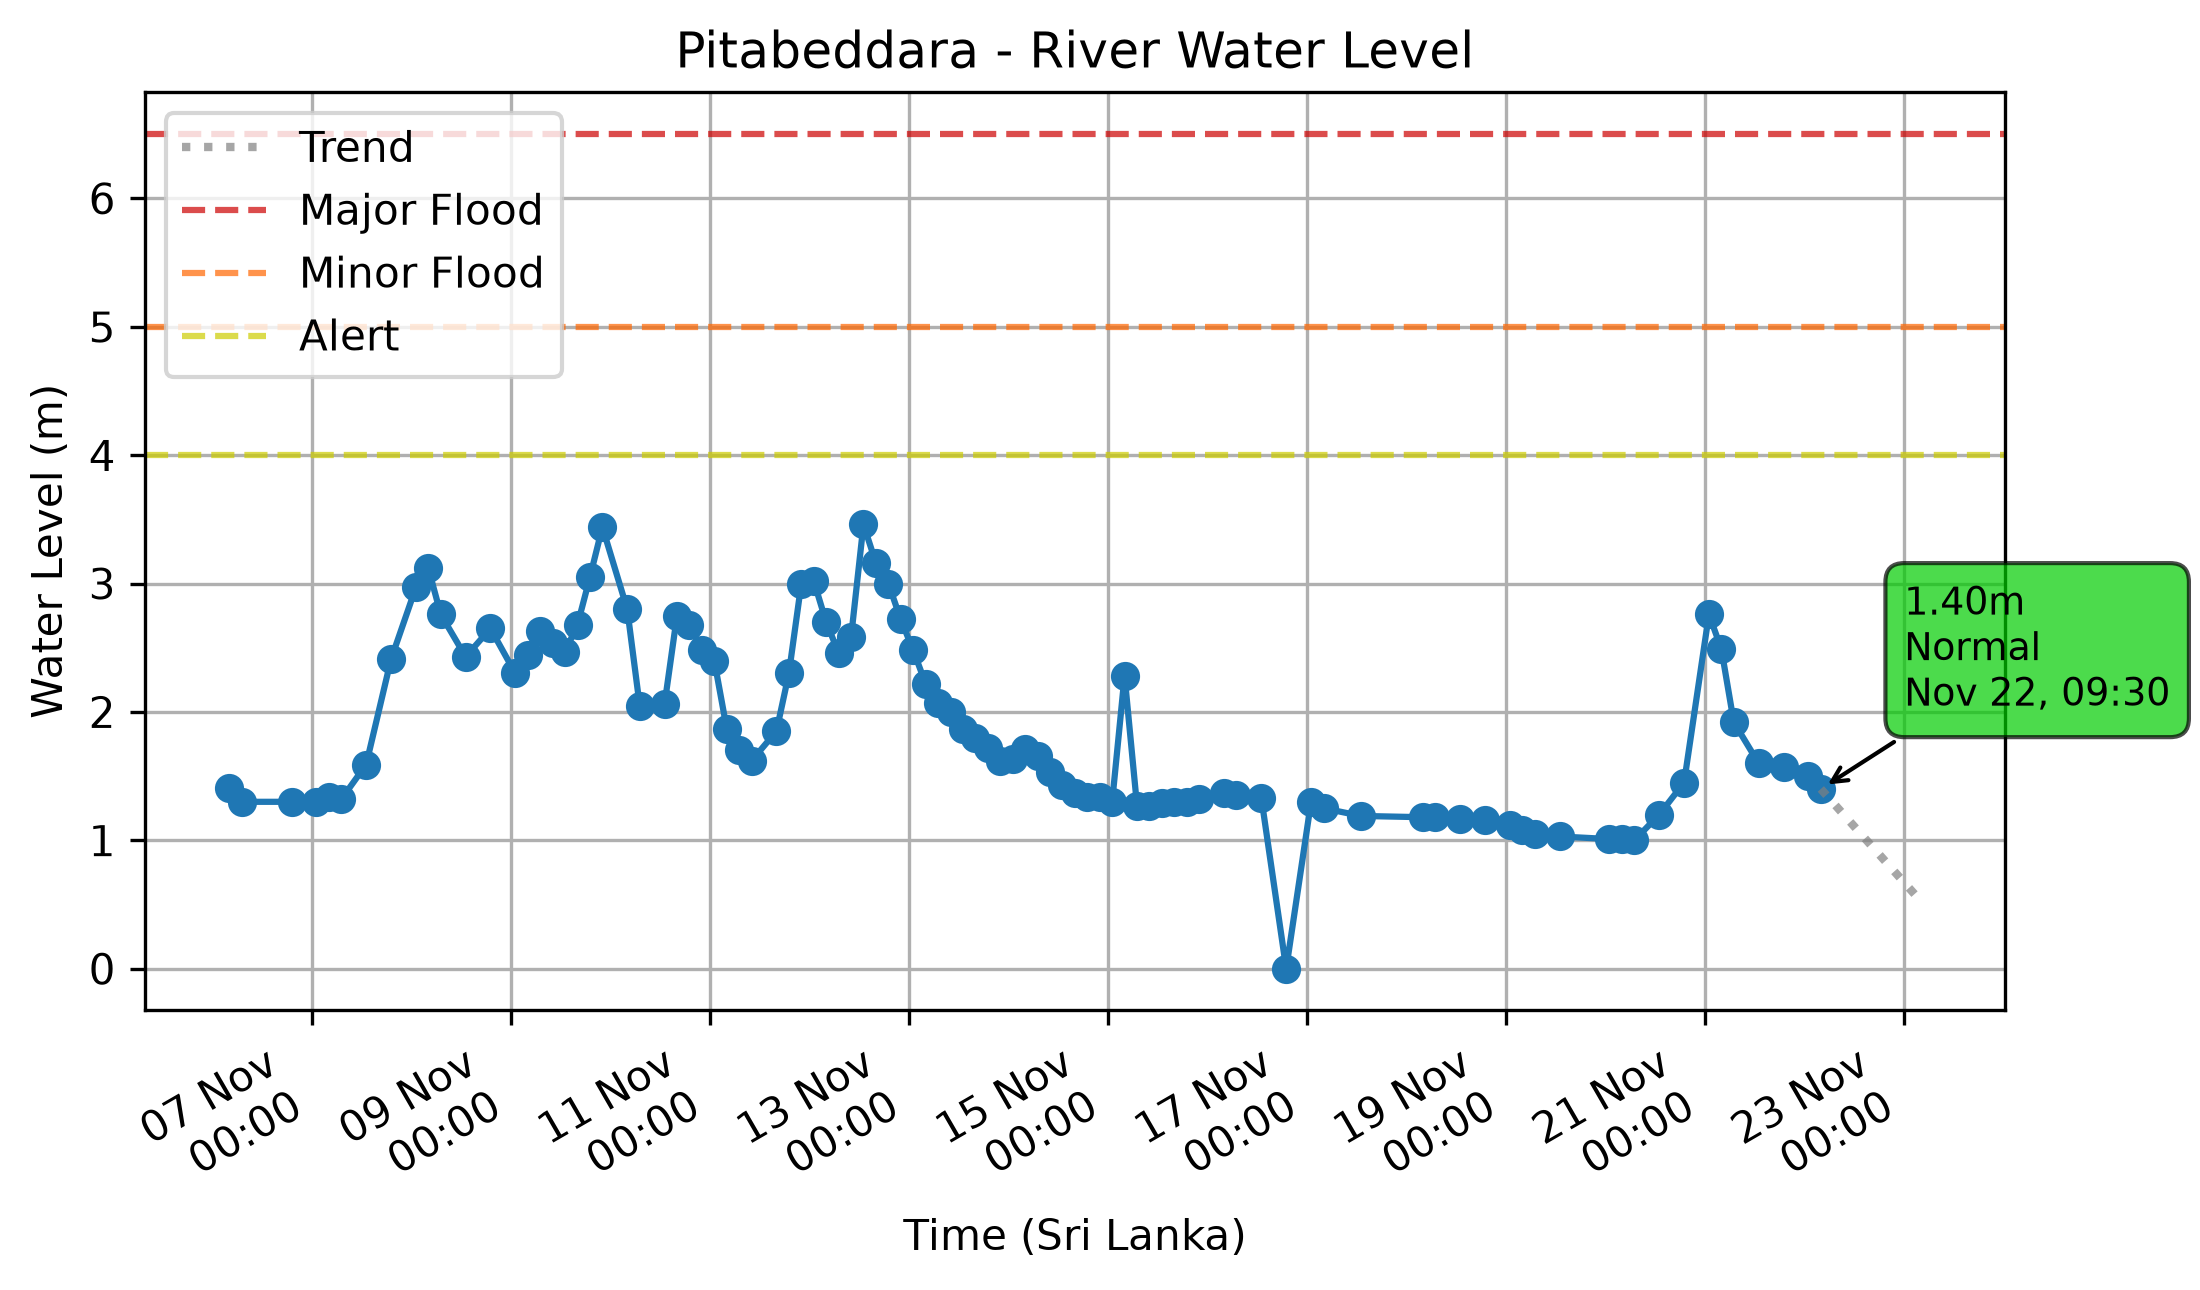 Pitabeddara - River Water Level
Trend
Major Flood
Minor Flood
Alert
Water Level (m)
6
5
4
3
2
1
0
1.40m
Normal
Nov 22, 09:30
07 Nov
00:00
09 Nov
00:00
11 Nov
00:00
13 Nov
00:00
15 Nov
00:00
17 Nov
00:00
19 Nov
00:00
21 Nov
00:00
23 Nov
00:00
Time (Sri Lanka)